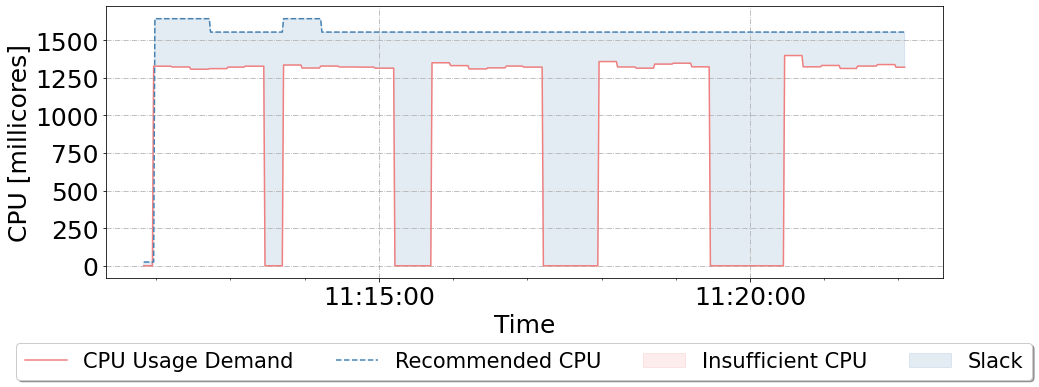 CPU [millicores]
1500
1250
1000
750
500
250
0
11:15:00 11:20:00
Time
CPU Usage Demand Recommended CPU Insufficient CPU Slack